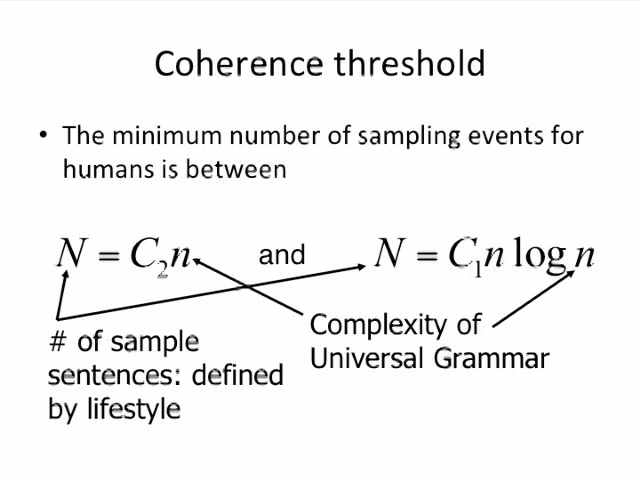 Coherence threshold
• The minimum number of sampling events for
humans is between
N = C₂n and N = C₁n log n
Complexity of
Universal Grammar
# of sample
sentences: defined
by lifestyle